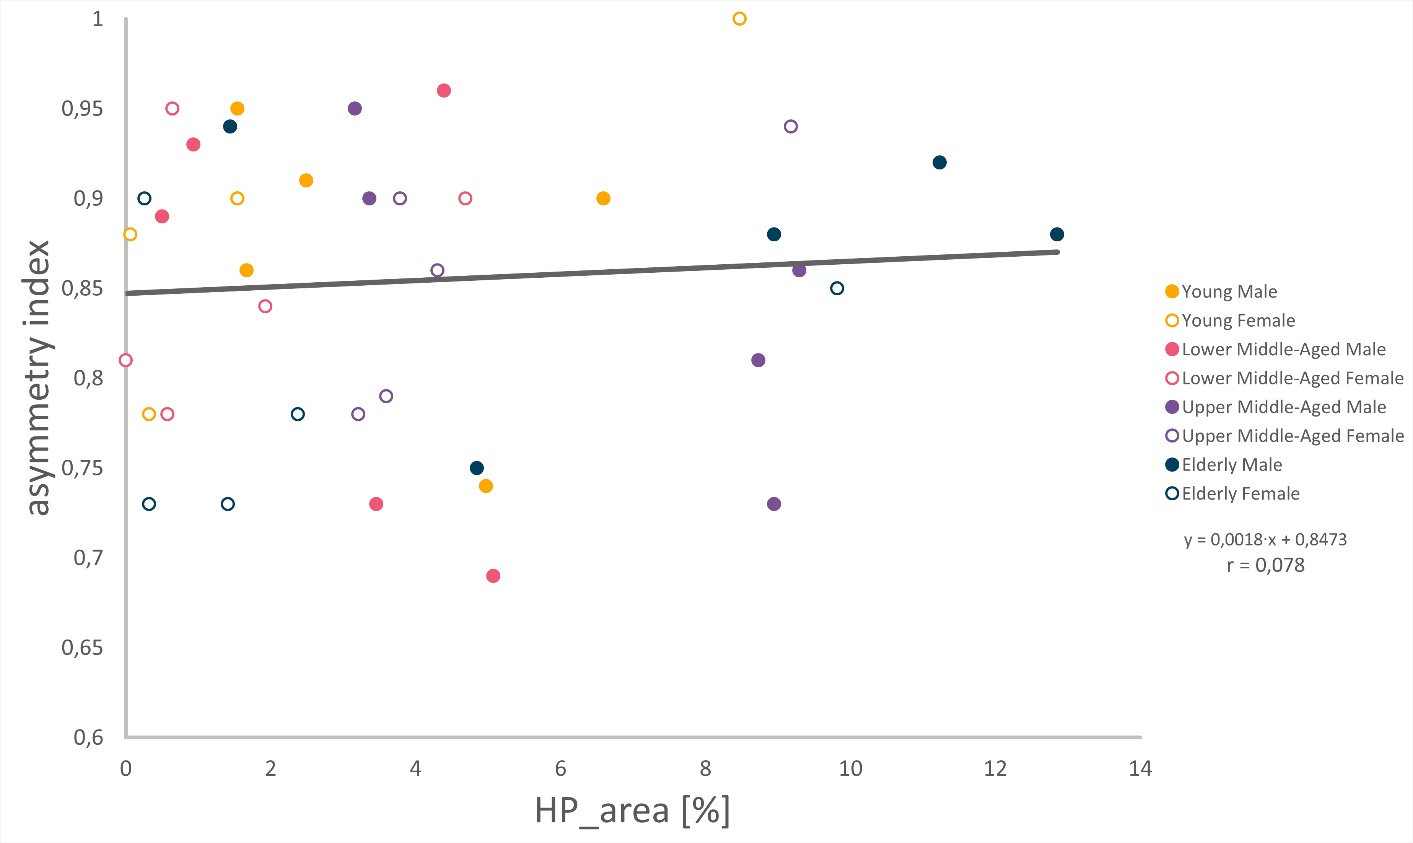 1
0,95
0,9
0,85
0,8
0,75
0,7
0,65
0,6
asymmetry index
0 2 4 6 8 10 12 14
HP_area [%]
Young Male
Young Female
Lower Middle-Aged Male
Lower Middle-Aged Female
Upper Middle-Aged Male
Upper Middle-Aged Female
Elderly Male
Elderly Female
y = 0,0018·x + 0,8473
r = 0,078